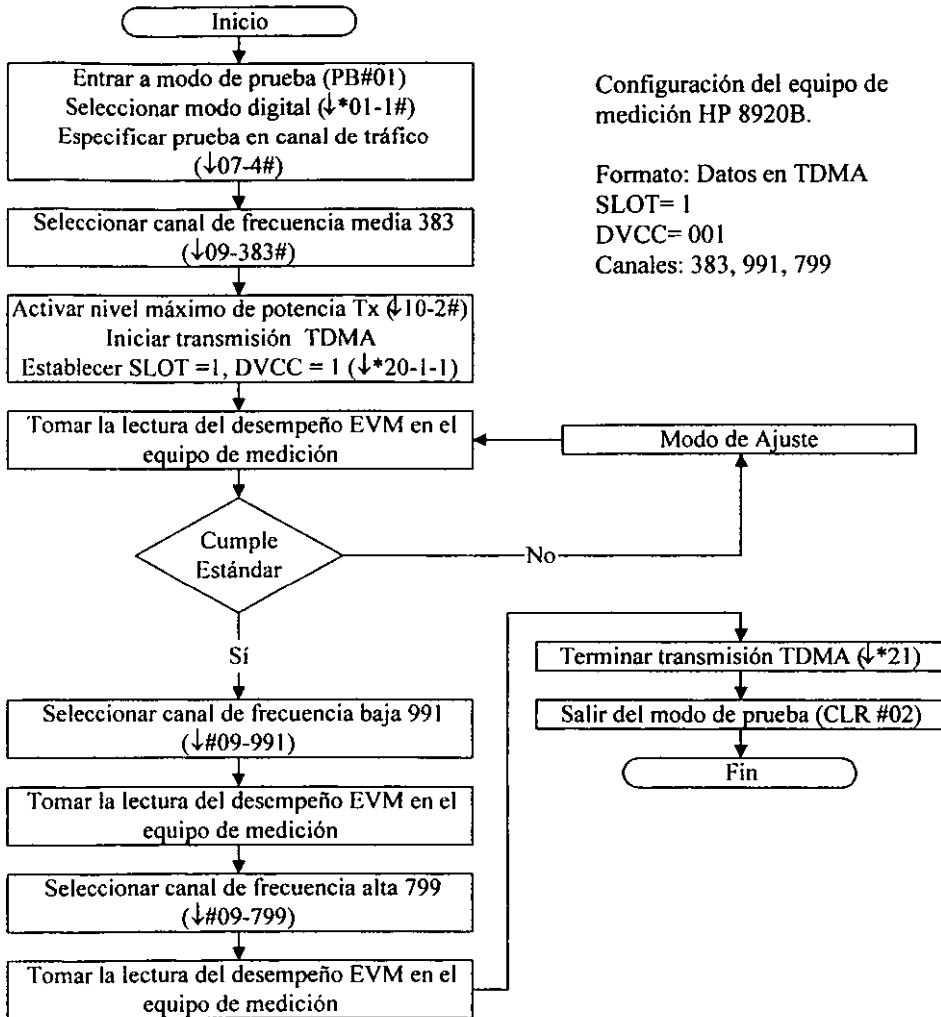 Inicio
Entrar a modo de prueba (PB#01)
Seleccionar modo digital (↓*01-1#)
Especificar prueba en canal de tráfico
(↓07-4#)
Configuración del equipo de
medición HP 8920B.
Formato: Datos en TDMA
SLOT= 1
DVCC= 001
Canales: 383, 991, 799
Seleccionar canal de frecuencia media 383
(↓09-383#)
Activar nivel máximo de potencia Tx (↓10-2#)
Iniciar transmisión TDMA
Establecer SLOT =1, DVCC = 1 (↓*20-1-1)
Tomar la lectura del desempeño EVM en el
equipo de medición
Modo de Ajuste
Cumple
Estándar
No
Sí
Seleccionar canal de frecuencia baja 991
(↓#09-991)
Tomar la lectura del desempeño EVM en el
equipo de medición
Seleccionar canal de frecuencia alta 799
(↓#09-799)
Tomar la lectura del desempeño EVM en el
equipo de medición
Terminar transmisión TDMA (↓*21)
Salir del modo de prueba (CLR #02)
Fin